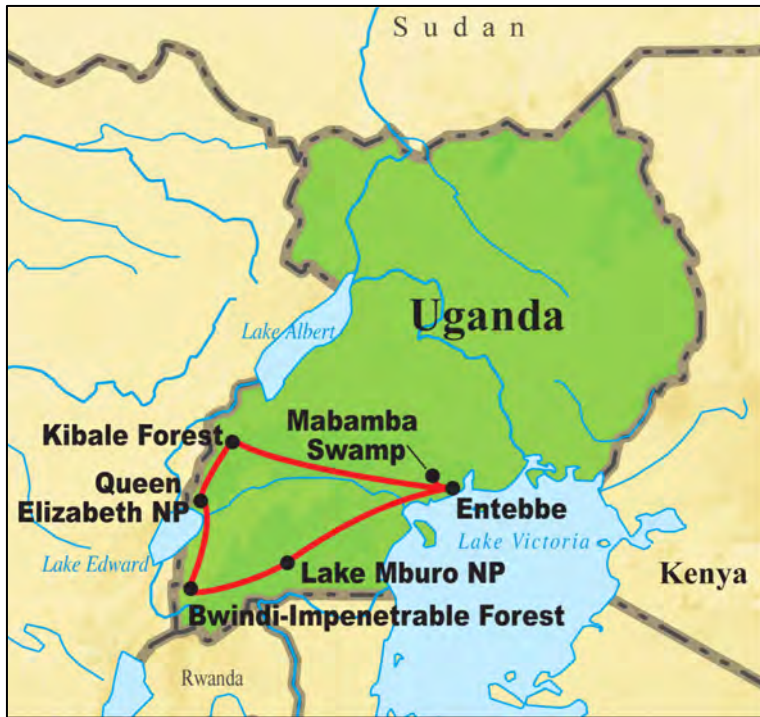 Sudan
Uganda
Lake Albert
Kibale Forest
Mabamba
Swamp
Queen
Elizabeth NP
Entebbe
Lake Victoria
Lake Edward
Lake Mburo NP
Kenya
Bwindi-Impenetrable Forest
Rwanda